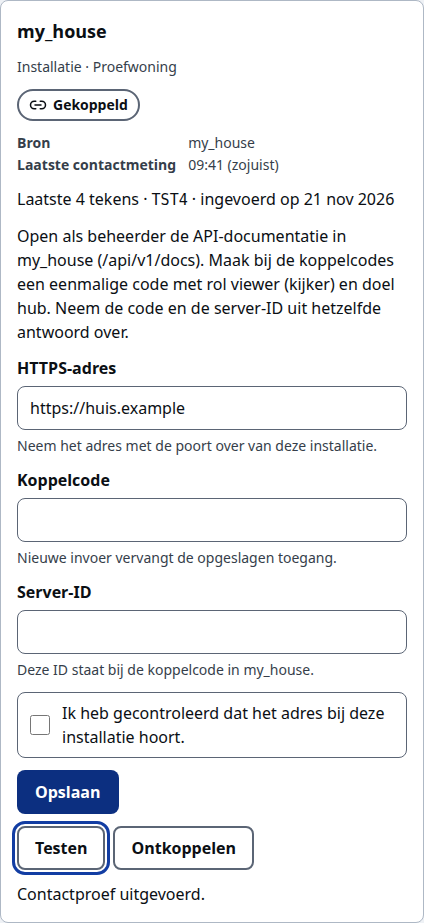 my_house
Installatie · Proefwoning
Gekoppeld
Bron my_house
Laatste contactmeting 09:41 (zojuist)
Laatste 4 tekens · TST4 · ingevoerd op 21 nov 2026
Open als beheerder de API-documentatie in
my_house (/api/v1/docs). Maak bij de koppelcodes
een eenmalige code met rol viewer (kijker) en doel
hub. Neem de code en de server-ID uit hetzelfde
antwoord over.
HTTPS-adres
https://huis.example
Neem het adres met de poort over van deze installatie.
Koppelcode
Nieuwe invoer vervangt de opgeslagen toegang.
Server-ID
Deze ID staat bij de koppelcode in my_house.
Ik heb gecontroleerd dat het adres bij deze
installatie hoort.
Opslaan
Testen Ontkoppelen
Contactproef uitgevoerd.